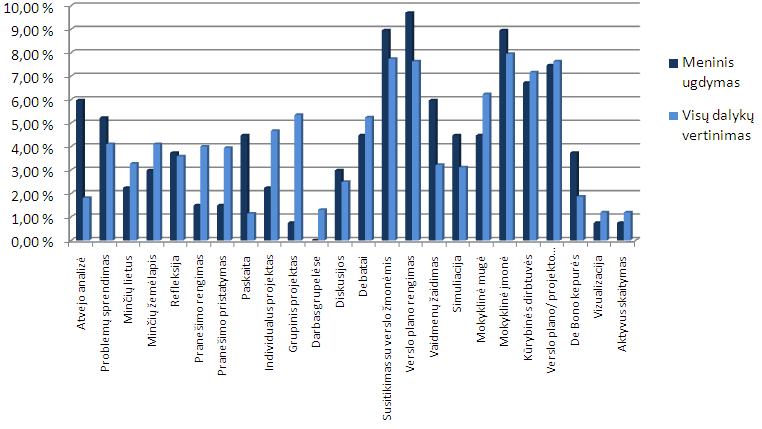 10,00 %
9,00 %
8,00 %
7,00 %
6,00 %
5,00 %
4,00 %
3,00 %
2,00 %
1,00 %
0,00 %
Atvejo analizė
Problemų sprendimas
Minčių lietus
Minčių žemėlapis
Refleksija
Pranešimo rengimas
Pranešimo pristatymas
Paskaita
Individualus projektas
Grupinis projektas
Darbas grupelėse
Diskusijos
Debatai
Susitikimas su verslo žmonėmis
Verslo plano rengimas
Vaidmenų žaidimas
Simuliacija
Mokyklinė mugė
Mokyklinė įmonė
Kūrybinės dirbtuvės
Verslo plano/ projekto...
De Bono kepurės
Vizualizacija
Aktyvus skaitymas
Meninis
ugdymas
Visų dalykų
vertinimas